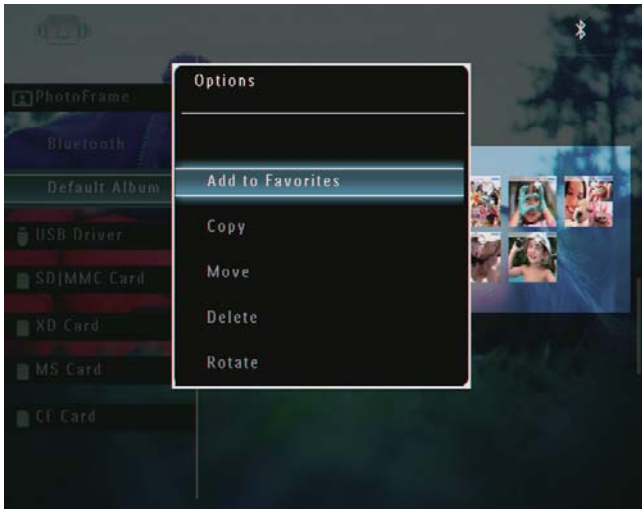 Options
PhotoFrame
Bluetooth
Default Album
USB Driver
SD|MMC Card
XD Card
MS Card
CF Card
Add to Favorites
Copy
Move
Delete
Rotate